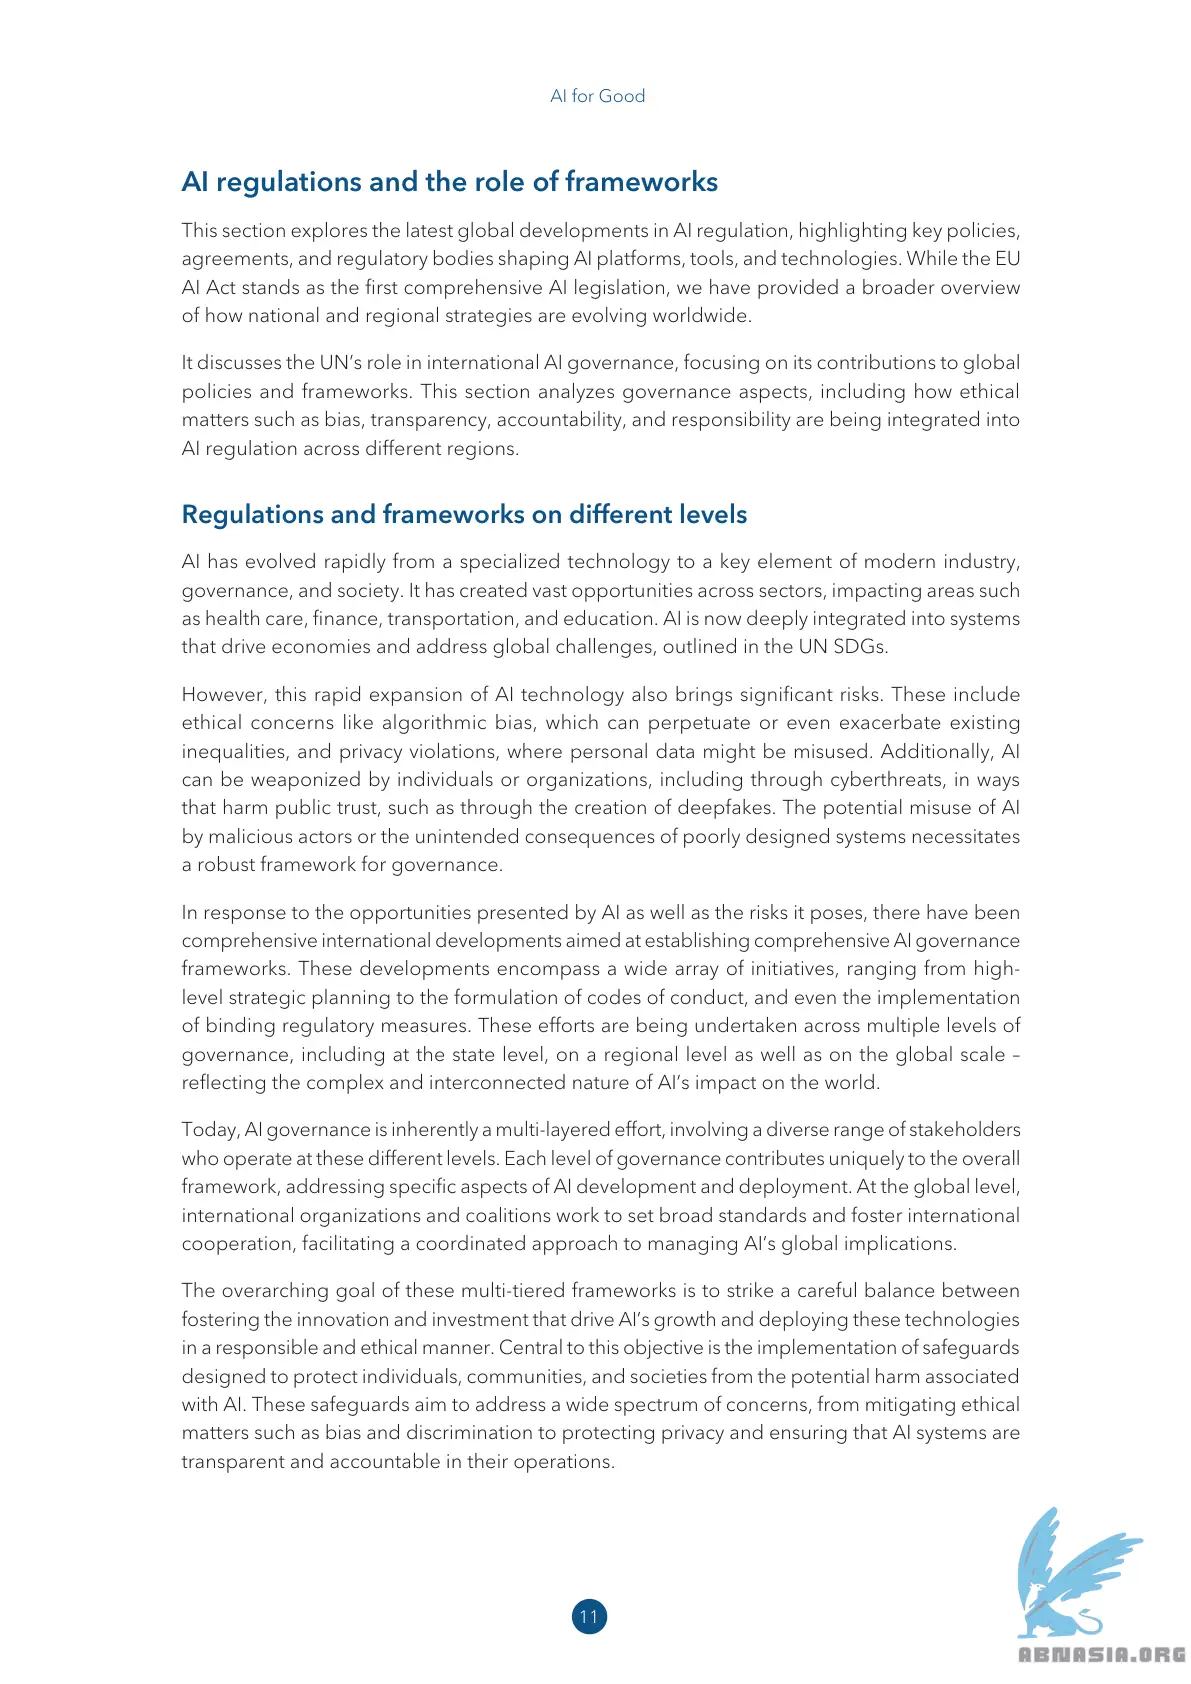 AI for Good
AI regulations and the role of frameworks
This section explores the latest global developments in AI regulation, highlighting key policies,
agreements, and regulatory bodies shaping AI platforms, tools, and technologies. While the EU
AI Act stands as the first comprehensive AI legislation, we have provided a broader overview
of how national and regional strategies are evolving worldwide.
It discusses the UN's role in international AI governance, focusing on its contributions to global
policies and frameworks. This section analyzes governance aspects, including how ethical
matters such as bias, transparency, accountability, and responsibility are being integrated into
AI regulation across different regions.
Regulations and frameworks on different levels
AI has evolved rapidly from a specialized technology to a key element of modern industry,
governance, and society. It has created vast opportunities across sectors, impacting areas such
as health care, finance, transportation, and education. AI is now deeply integrated into systems
that drive economies and address global challenges, outlined in the UN SDGs.
However, this rapid expansion of AI technology also brings significant risks. These include
ethical concerns like algorithmic bias, which can perpetuate or even exacerbate existing
inequalities, and privacy violations, where personal data might be misused. Additionally, AI
can be weaponized by individuals or organizations, including through cyberthreats, in ways
that harm public trust, such as through the creation of deepfakes. The potential misuse of AI
by malicious actors or the unintended consequences of poorly designed systems necessitates
a robust framework for governance.
In response to the opportunities presented by AI as well as the risks it poses, there have been
comprehensive international developments aimed at establishing comprehensive AI governance
frameworks. These developments encompass a wide array of initiatives, ranging from high-
level strategic planning to the formulation of codes of conduct, and even the implementation
of binding regulatory measures. These efforts are being undertaken across multiple levels of
governance, including at the state level, on a regional level as well as on the global scale –
reflecting the complex and interconnected nature of AI's impact on the world.
Today, AI governance is inherently a multi-layered effort, involving a diverse range of stakeholders
who operate at these different levels. Each level of governance contributes uniquely to the overall
framework, addressing specific aspects of AI development and deployment. At the global level,
international organizations and coalitions work to set broad standards and foster international
cooperation, facilitating a coordinated approach to managing AI's global implications.
The overarching goal of these multi-tiered frameworks is to strike a careful balance between
fostering the innovation and investment that drive AI's growth and deploying these technologies
in a responsible and ethical manner. Central to this objective is the implementation of safeguards
designed to protect individuals, communities, and societies from the potential harm associated
with AI. These safeguards aim to address a wide spectrum of concerns, from mitigating ethical
matters such as bias and discrimination to protecting privacy and ensuring that AI systems are
transparent and accountable in their operations.
11
ABNASIA.ORG